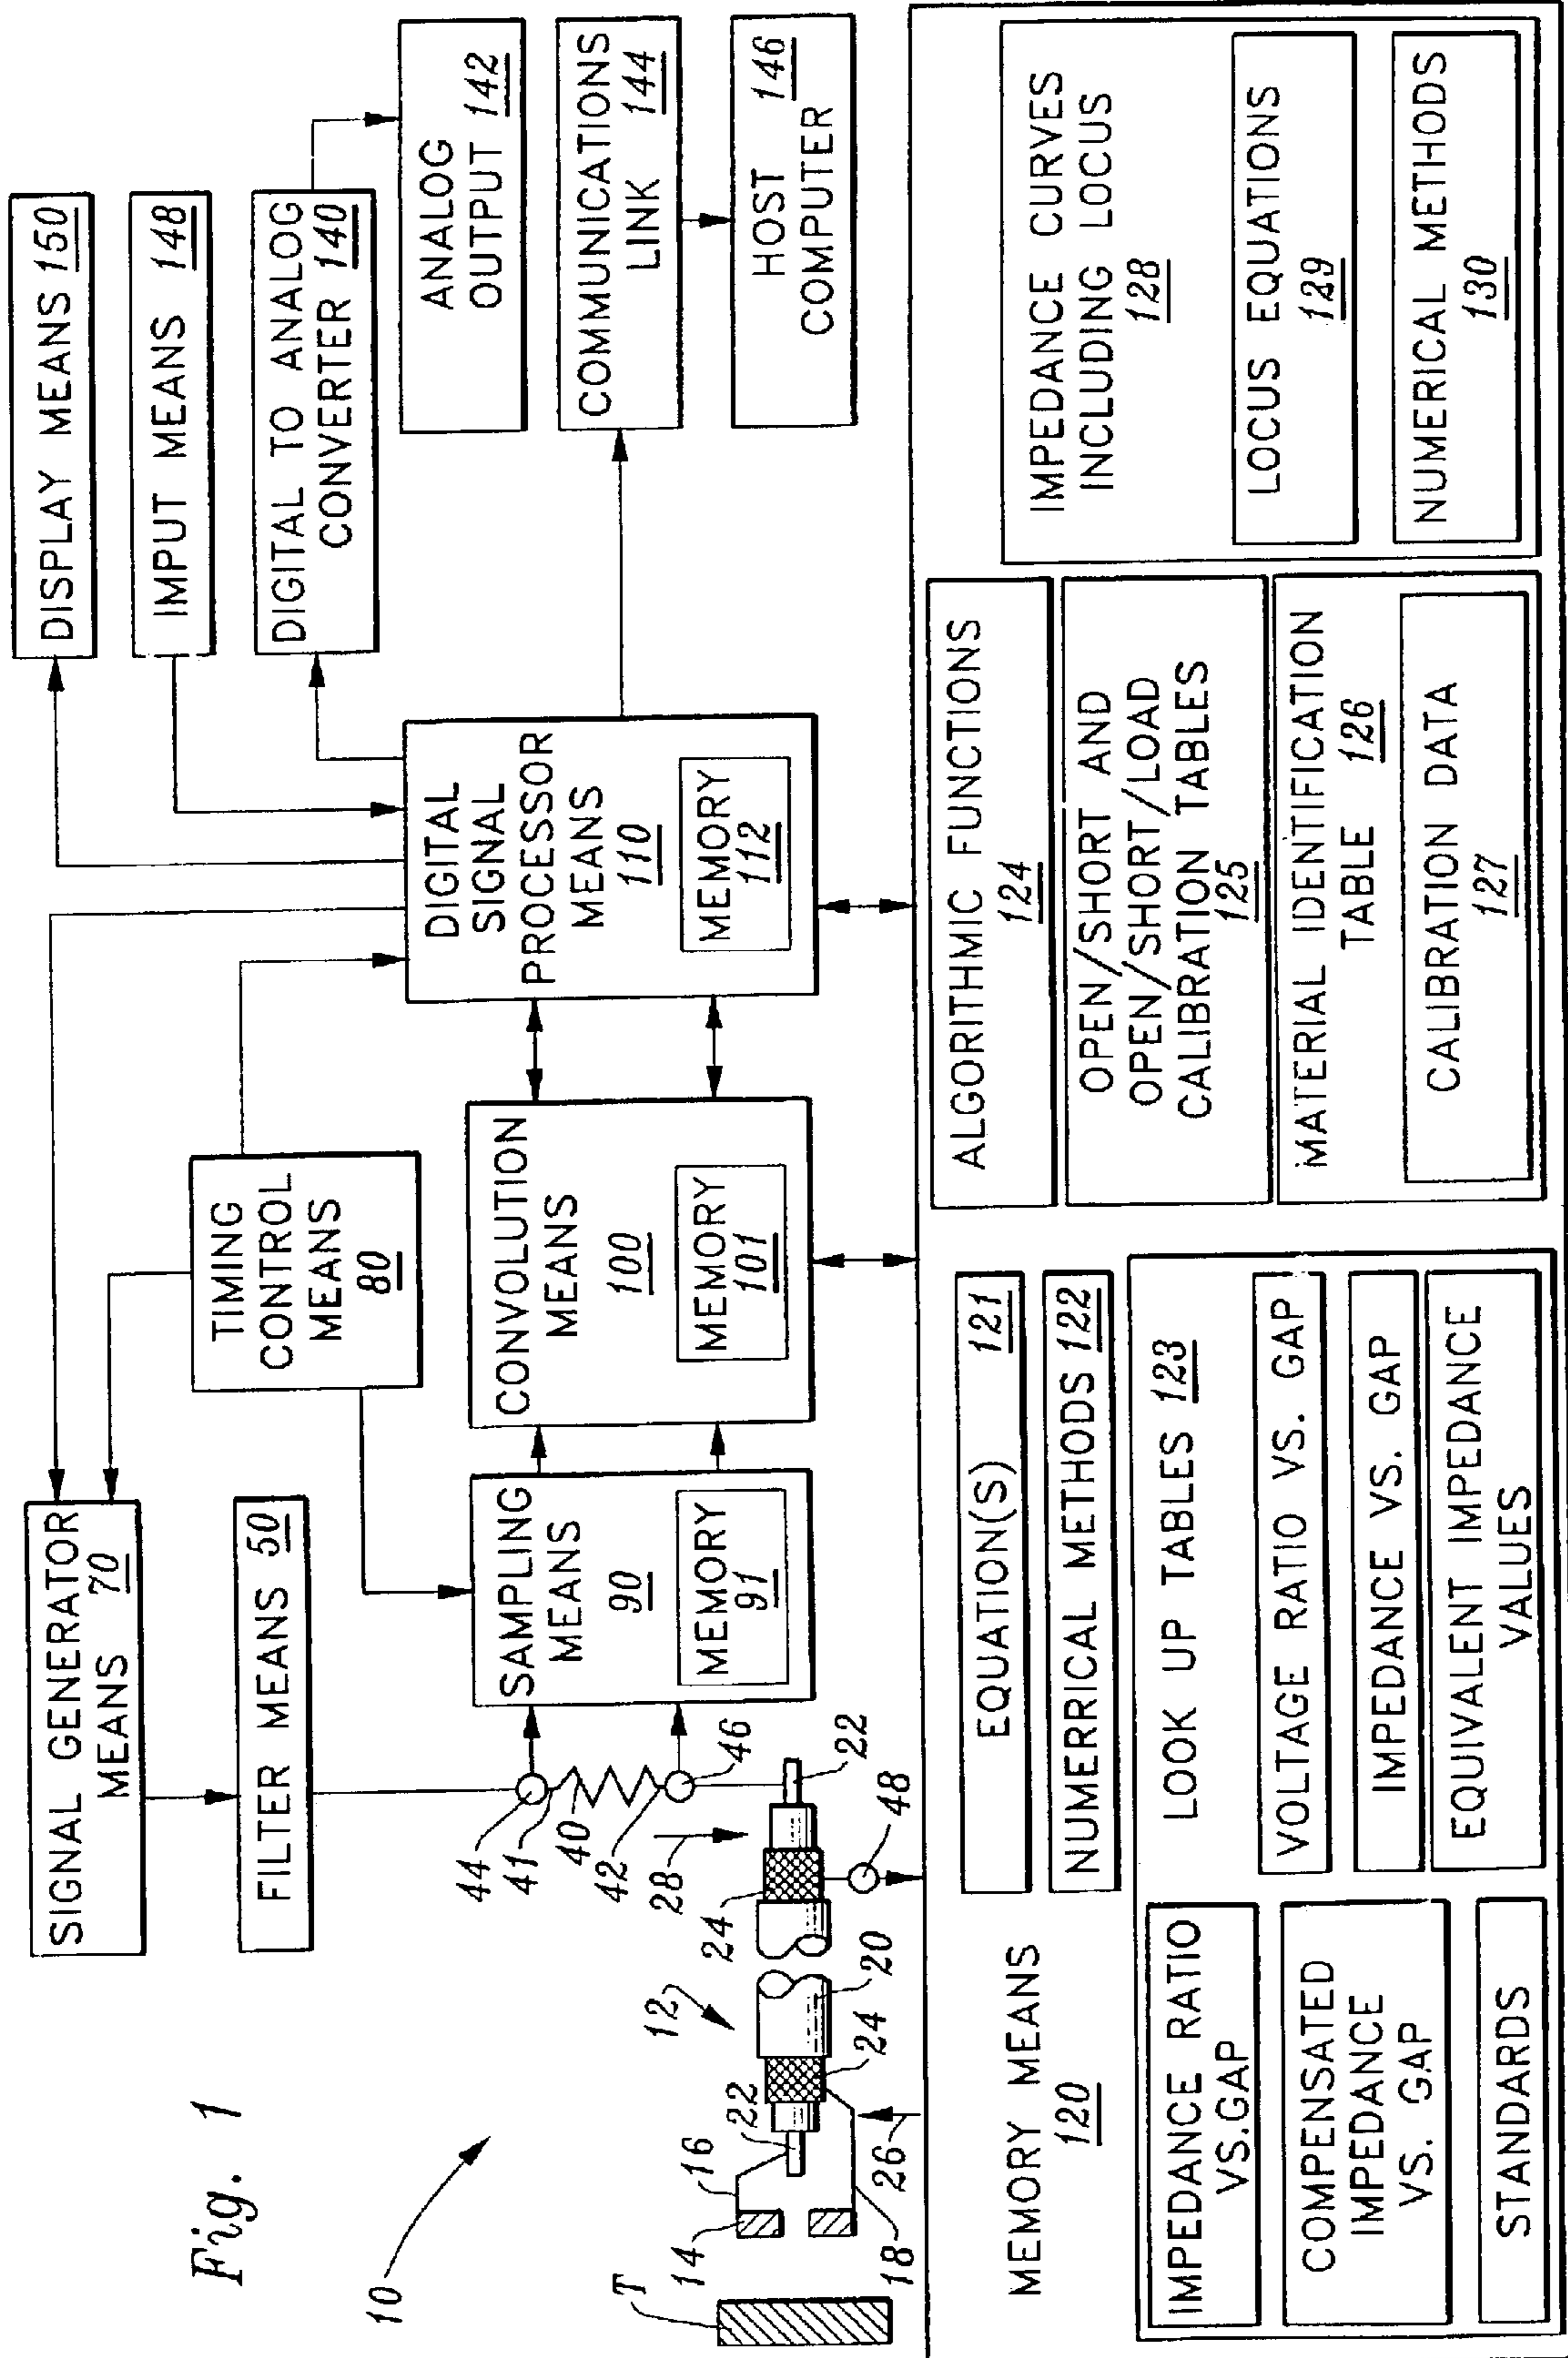 Fig. 1
10
SIGNAL GENERATOR
MEANS 70
FILTER MEANS 50
TIMING
CONTROL
MEANS
80
DISPLAY MEANS 150
IMPUT MEANS 148
DIGITAL TO ANALOG
CONVERTER 140
ANALOG
OUTPUT 142
COMMUNICATIONS
LINK 144
HOST 146
COMPUTER
SAMPLING
MEANS
90
MEMORY
91
CONVOLUTION
MEANS
100
MEMORY
101
DIGITAL
SIGNAL
PROCESSOR
MEANS
110
MEMORY
112
44
41
40
42
46
28
22
48
24
12
20
24
22
16
14
T
18
26
MEMORY MEANS
120
EQUATION(S) 121
NUMERRICAL METHODS 122
LOOK UP TABLES 123
IMPEDANCE RATIO
VS.GAP
VOLTAGE RATIO VS. GAP
COMPENSATED
IMPEDANCE
VS. GAP
IMPEDANCE VS. GAP
STANDARDS
EQUIVALENT IMPEDANCE
VALUES
ALGORITHMIC FUNCTIONS
124
OPEN/SHORT AND
OPEN/SHORT/LOAD
CALIBRATION TABLES
125
MATERIAL IDENTIFICATION
TABLE 126
CALIBRATION DATA
127
IMPEDANCE CURVES
INCLUDING LOCUS
128
LOCUS EQUATIONS
129
NUMERICAL METHODS
130